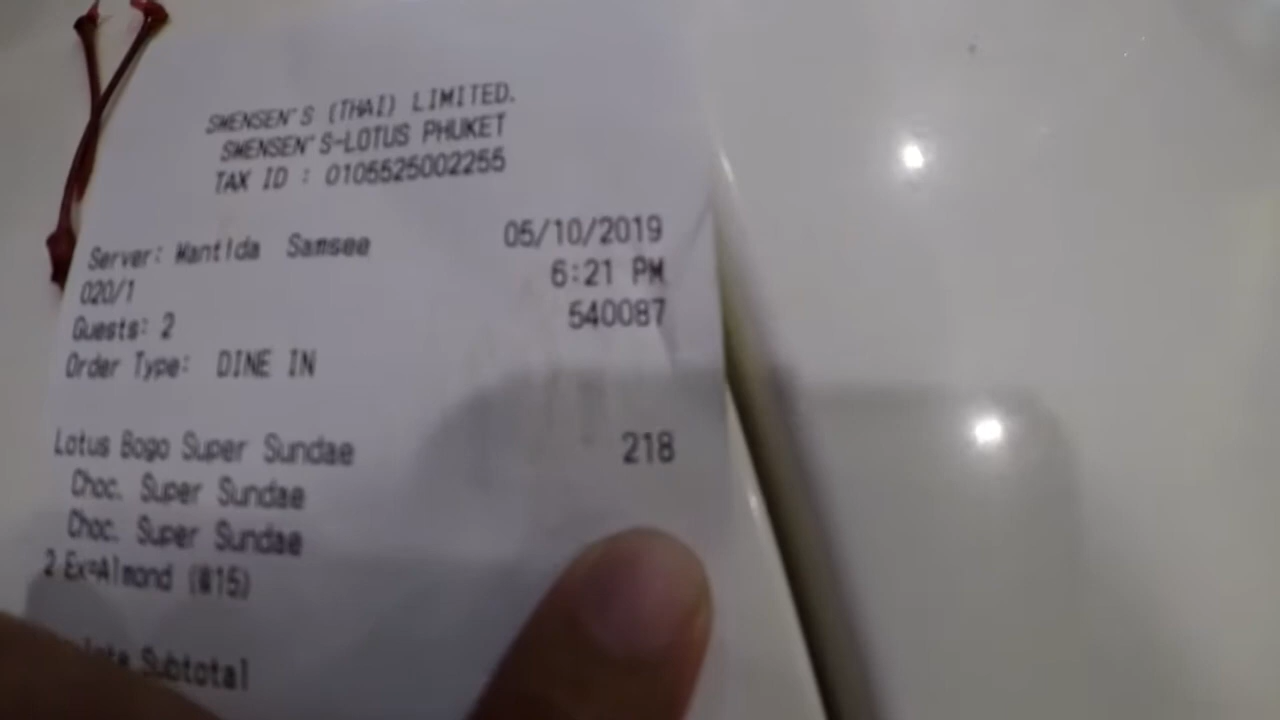 SWENSEN'S (THAI) LIMITED.
SWENSEN'S-LOTUS PHUKET
TAX ID : 0105525002255
Server: Wantida Samsee 05/10/2019
020/1 6:21 PM
Guests: 2 540087
Order Type: DINE IN
Lotus Bogo Super Sundae 218
Choc. Super Sundae
Choc. Super Sundae
2 Ex=Almond (@15)
Subtotal